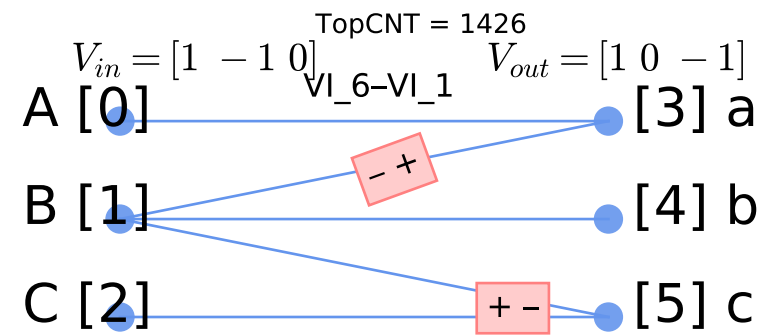 TopCNT = 1426
V_in = [1 −1 0] V_out = [1 0 −1]
VI_6–VI_1
A [0] [3] a
− +
B [1] [4] b
C [2] + − [5] c